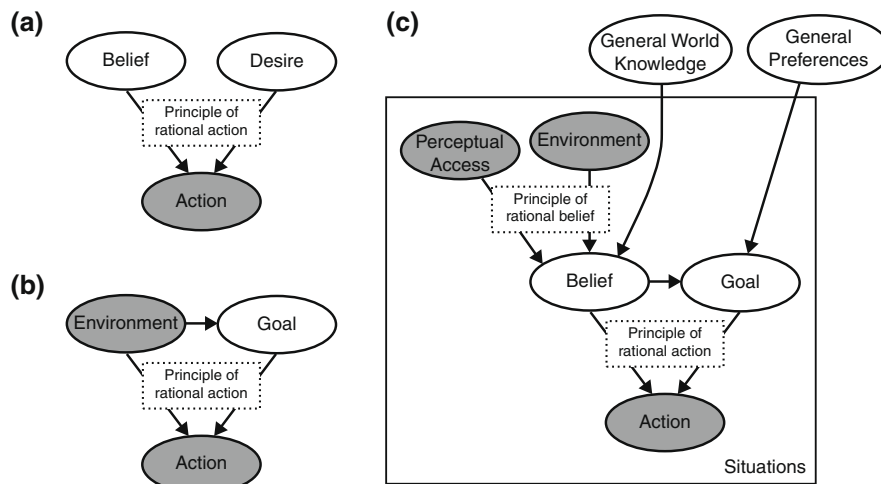 (a)
Belief
Desire
Principle of
rational action
Action
(b)
Environment
Goal
Principle of
rational action
Action
(c)
General World
Knowledge
General
Preferences
Perceptual
Access
Environment
Principle of
rational belief
Belief
Goal
Principle of
rational action
Action
Situations